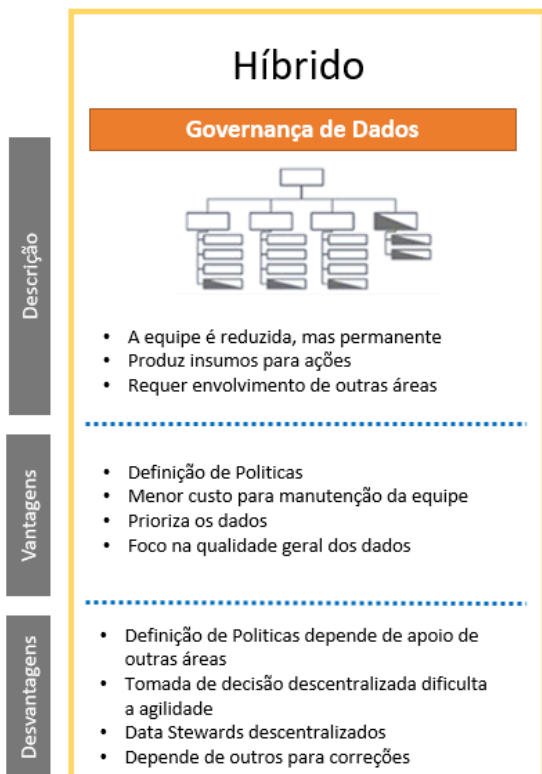 Híbrido
Governança de Dados
Descrição
• A equipe é reduzida, mas permanente
• Produz insumos para ações
• Requer envolvimento de outras áreas
Vantagens
• Definição de Politicas
• Menor custo para manutenção da equipe
• Prioriza os dados
• Foco na qualidade geral dos dados
Desvantagens
• Definição de Politicas depende de apoio de
outras áreas
• Tomada de decisão descentralizada dificulta
a agilidade
• Data Stewards descentralizados
• Depende de outros para correções